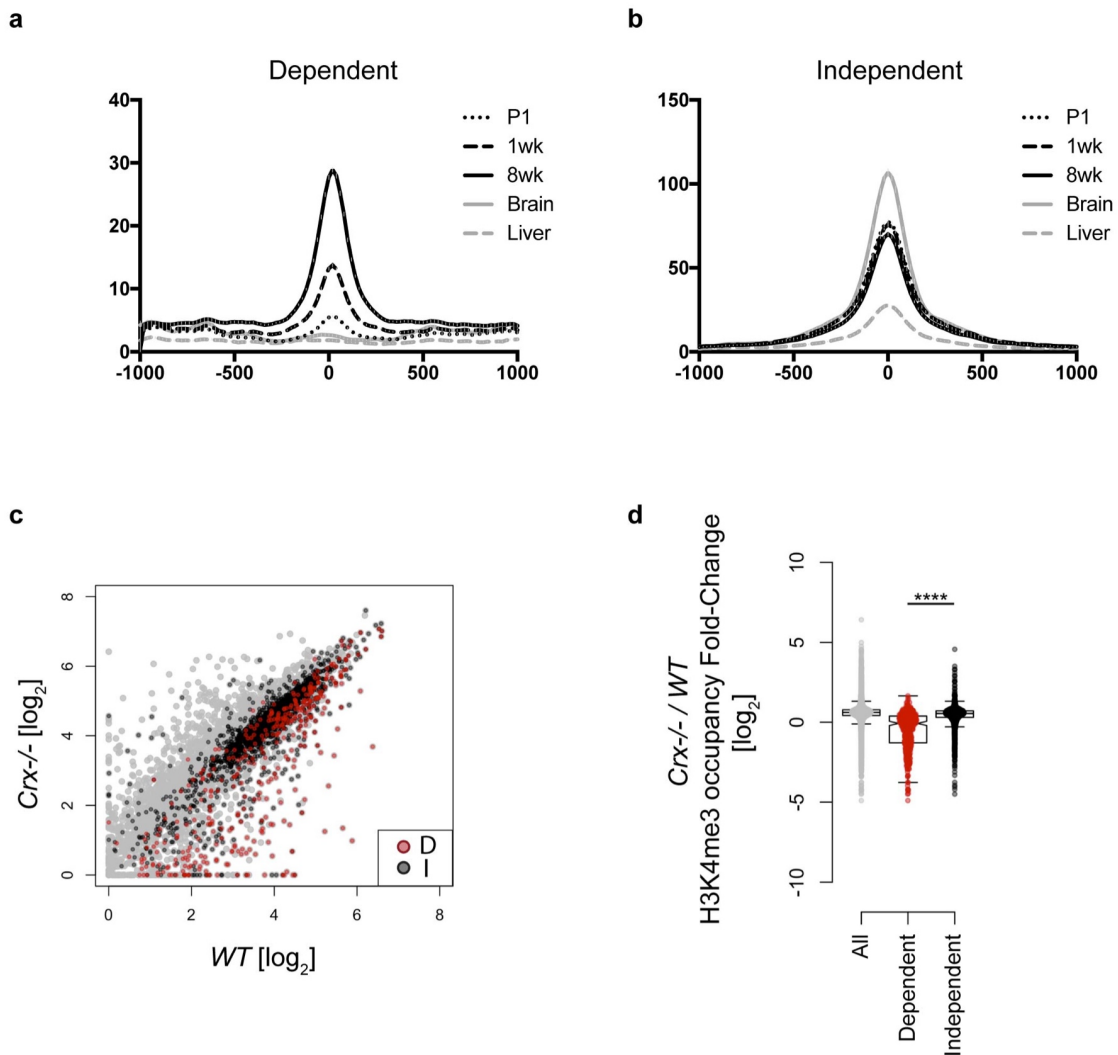 a
Dependent
40
30
20
10
0
-1000
-500
0
500
1000
P1
1wk
8wk
Brain
Liver
b
Independent
150
100
50
0
-1000
-500
0
500
1000
P1
1wk
8wk
Brain
Liver
c
Crx-/- [log2]
8
6
4
2
0
0
2
4
6
8
WT [log2]
D
I
d
Crx-/- / WT
H3K4me3 occupancy Fold-Change
[log2]
10
5
0
-5
-10
****
All
Dependent
Independent